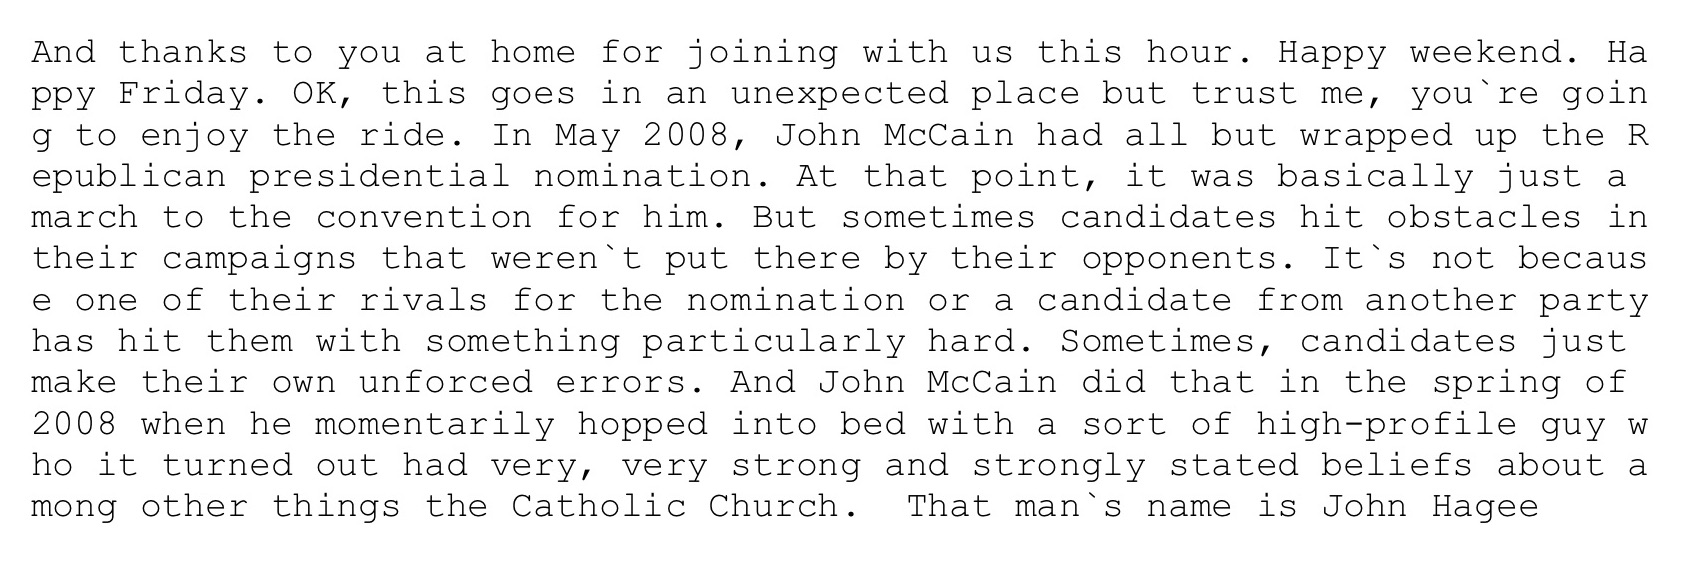 And thanks to you at home for joining with us this hour. Happy weekend. Ha
ppy Friday. OK, this goes in an unexpected place but trust me, you`re goin
g to enjoy the ride. In May 2008, John McCain had all but wrapped up the R
epublican presidential nomination. At that point, it was basically just a
march to the convention for him. But sometimes candidates hit obstacles in
their campaigns that weren`t put there by their opponents. It`s not becaus
e one of their rivals for the nomination or a candidate from another party
has hit them with something particularly hard. Sometimes, candidates just
make their own unforced errors. And John McCain did that in the spring of
2008 when he momentarily hopped into bed with a sort of high-profile guy w
ho it turned out had very, very strong and strongly stated beliefs about a
mong other things the Catholic Church.  That man`s name is John Hagee